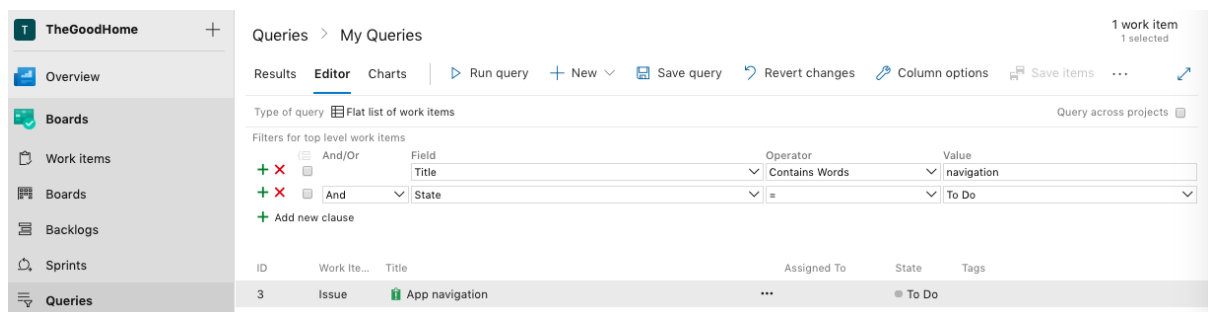 T TheGoodHome
Overview
Boards
Work items
Boards
Backlogs
Sprints
Queries
Queries > My Queries
1 work item
1 selected
Results Editor Charts Run query New Save query Revert changes Column options Save items ...
Type of query Flat list of work items Query across projects
Filters for top level work items
And/Or Field Operator Value
Title Contains Words navigation
And State = To Do
Add new clause
ID Work Ite... Title Assigned To State Tags
3 Issue App navigation ... To Do